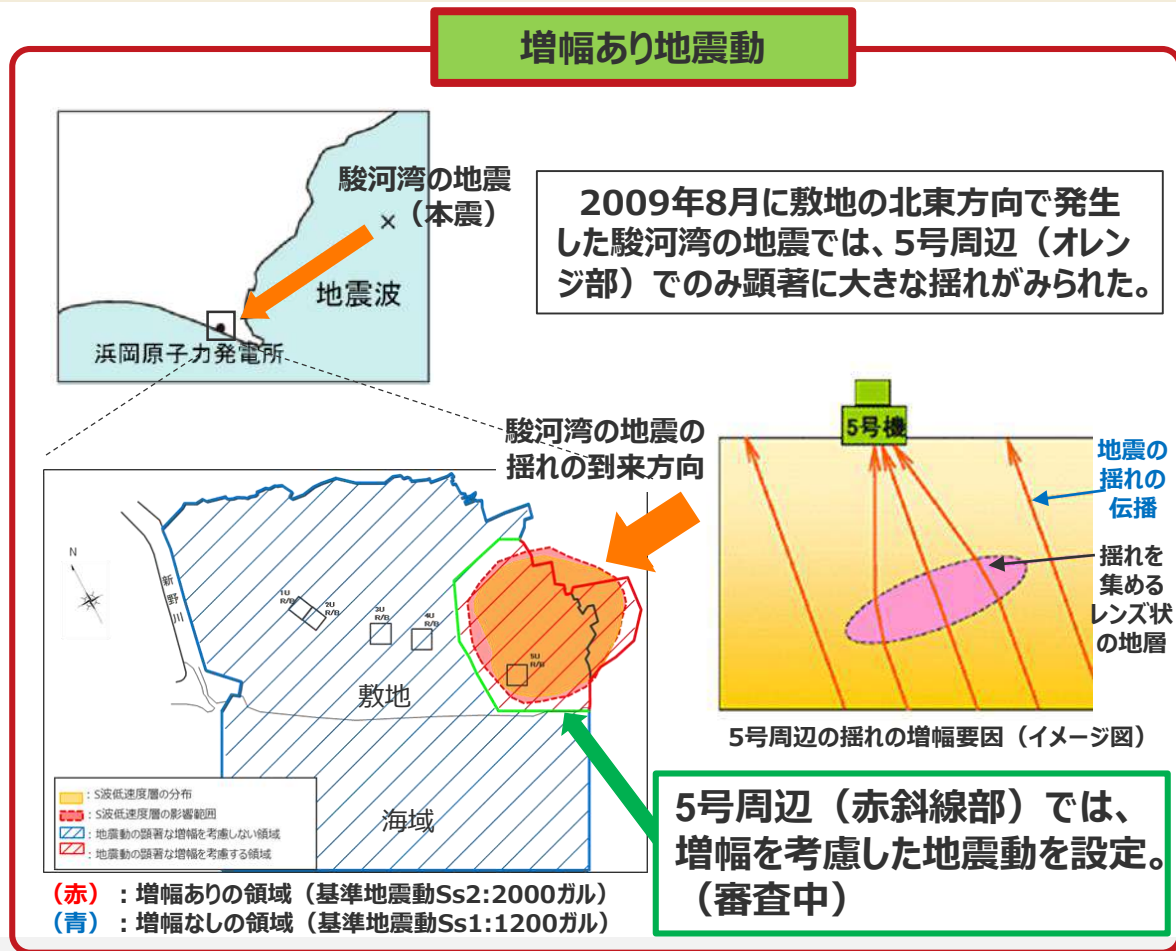 増幅あり地震動
駿河湾の地震
（本震）
×
地震波
浜岡原子力発電所
2009年8月に敷地の北東方向で発生
した駿河湾の地震では、5号周辺（オレン
ジ部）でのみ顕著に大きな揺れがみられた。
駿河湾の地震の
揺れの到来方向
N
新野川
1U
R/B
2U
R/B
3U
R/B
4U
R/B
5U
R/B
敷地
海域
：S波低速度層の分布
：S波低速度層の影響範囲
：地震動の顕著な増幅を考慮しない領域
：地震動の顕著な増幅を考慮する領域
（赤）：増幅ありの領域（基準地震動Ss2:2000ガル）
（青）：増幅なしの領域（基準地震動Ss1:1200ガル）
5号機
地震の
揺れの
伝播
揺れを
集める
レンズ状
の地層
5号周辺の揺れの増幅要因（イメージ図）
5号周辺（赤斜線部）では、
増幅を考慮した地震動を設定。
（審査中）